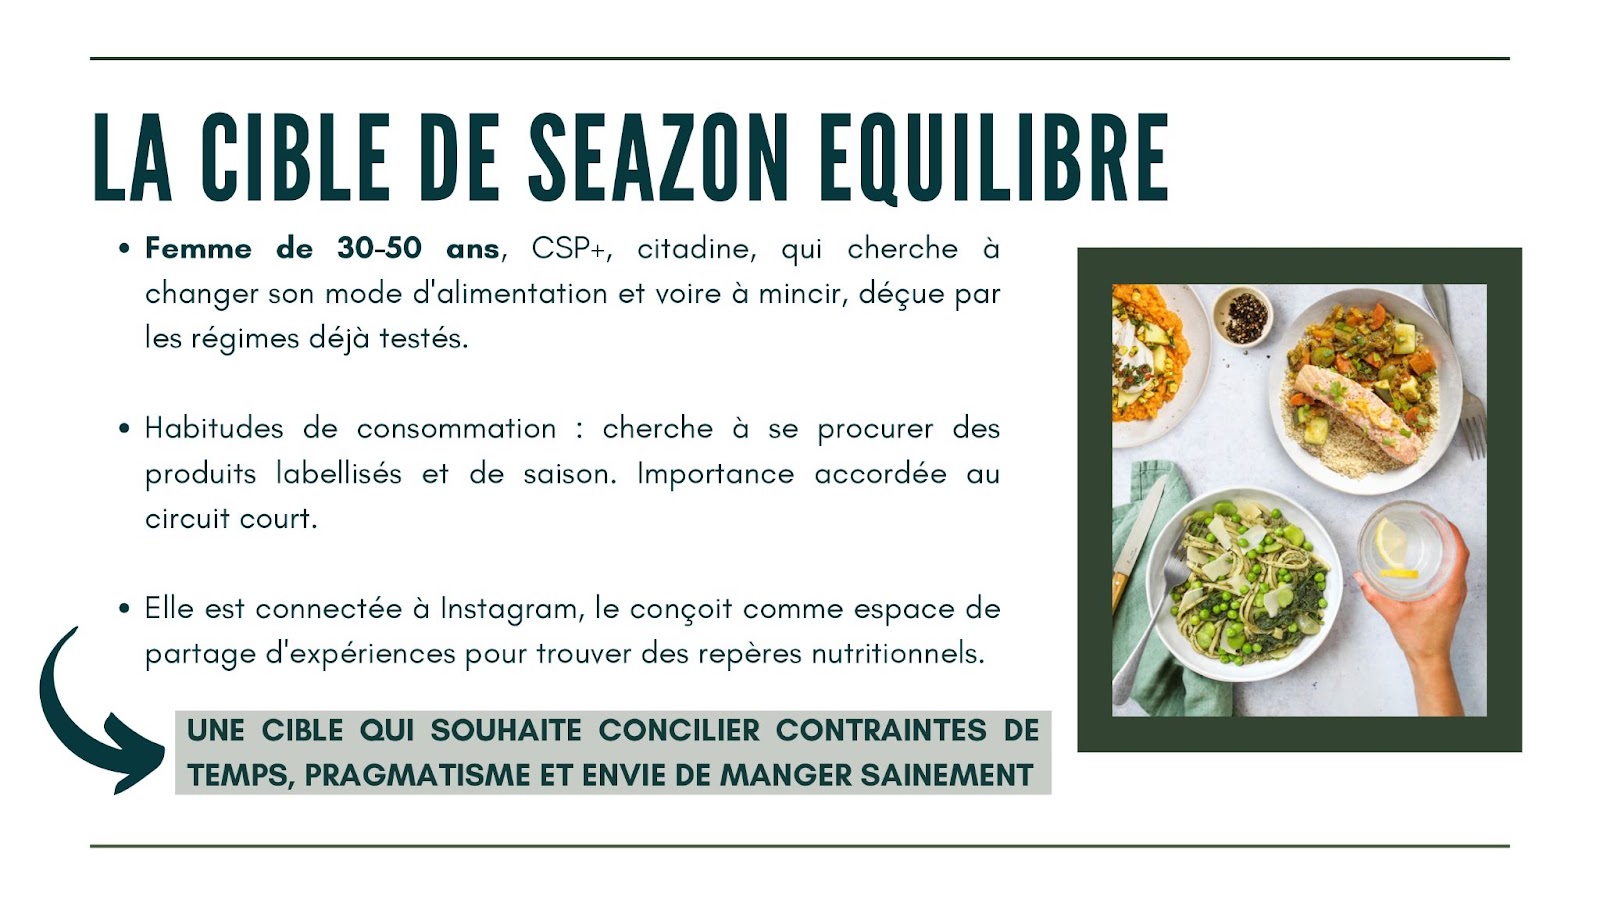 LA CIBLE DE SEAZON EQUILIBRE
• Femme de 30-50 ans, CSP+, citadine, qui cherche à
changer son mode d'alimentation et voire à mincir, déçue par
les régimes déjà testés.
• Habitudes de consommation : cherche à se procurer des
produits labellisés et de saison. Importance accordée au
circuit court.
• Elle est connectée à Instagram, le conçoit comme espace de
partage d'expériences pour trouver des repères nutritionnels.
UNE CIBLE QUI SOUHAITE CONCILIER CONTRAINTES DE
TEMPS, PRAGMATISME ET ENVIE DE MANGER SAINEMENT